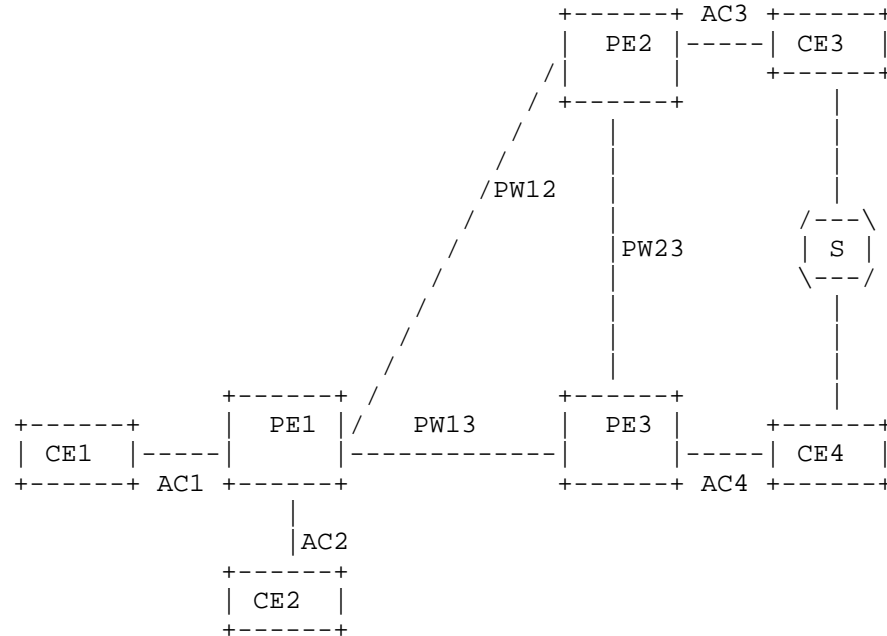 AC3
PE2 CE3
PW12
S
PW23
PE1 PW13 PE3
CE1 CE4
AC1 AC4
AC2
CE2